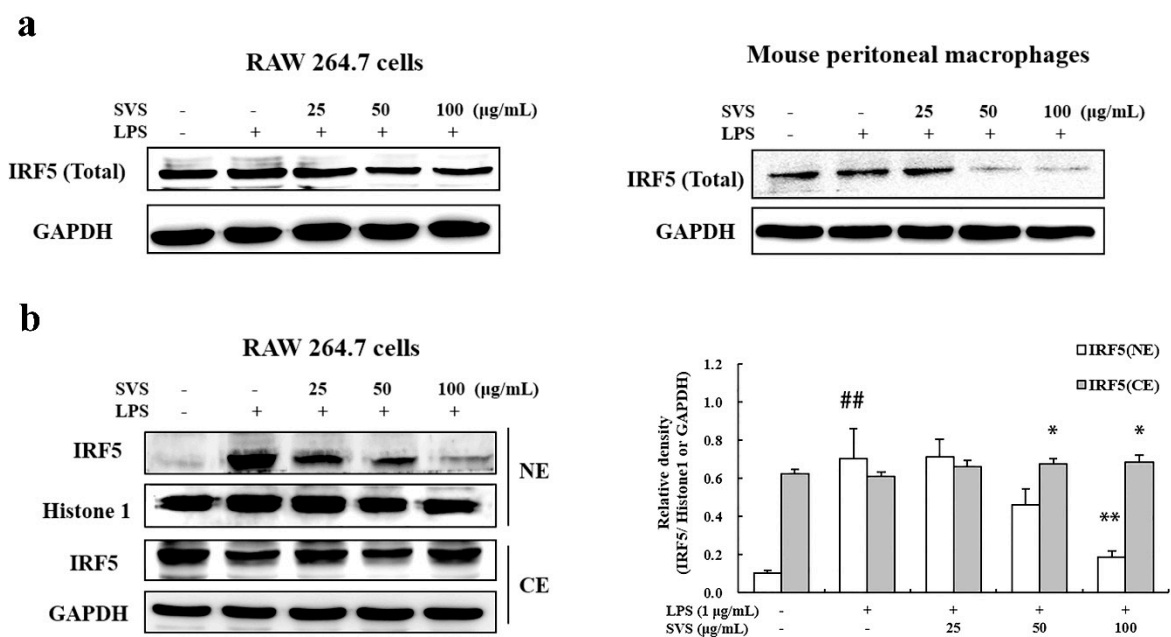 a
RAW 264.7 cells
SVS - - 25 50 100 (μg/mL)
LPS - + + + +
IRF5 (Total)
GAPDH
Mouse peritoneal macrophages
SVS - - 25 50 100 (μg/mL)
LPS - + + + +
IRF5 (Total)
GAPDH
b
RAW 264.7 cells
SVS - - 25 50 100 (μg/mL)
LPS - + + + +
IRF5
Histone 1
NE
IRF5
GAPDH
CE
IRF5(NE)
IRF5(CE)
Relative density
(IRF5/ Histone1 or GAPDH)
1.2
1.0
0.8
0.6
0.4
0.2
0.0
##
*
*
**
LPS (1 μg/mL) - + + + +
SVS (μg/mL) - - 25 50 100